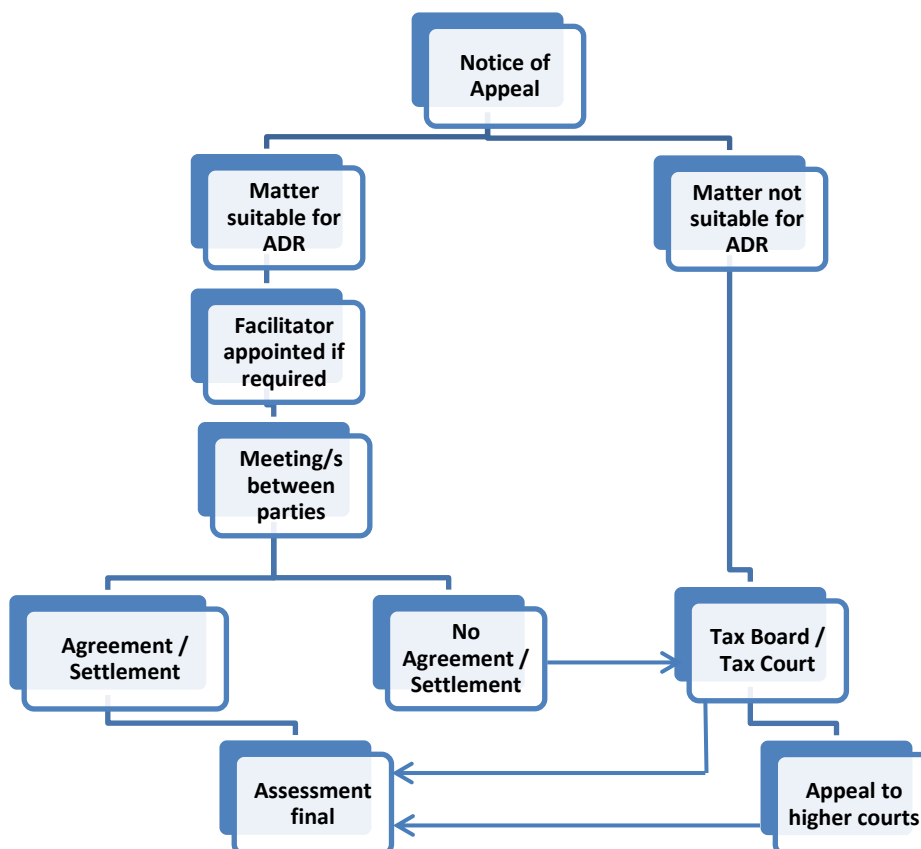 Notice of
Appeal
Matter
suitable for
ADR
Matter not
suitable for
ADR
Facilitator
appointed if
required
Meeting/s
between
parties
Agreement /
Settlement
No
Agreement /
Settlement
Tax Board /
Tax Court
Assessment
final
Appeal to
higher courts